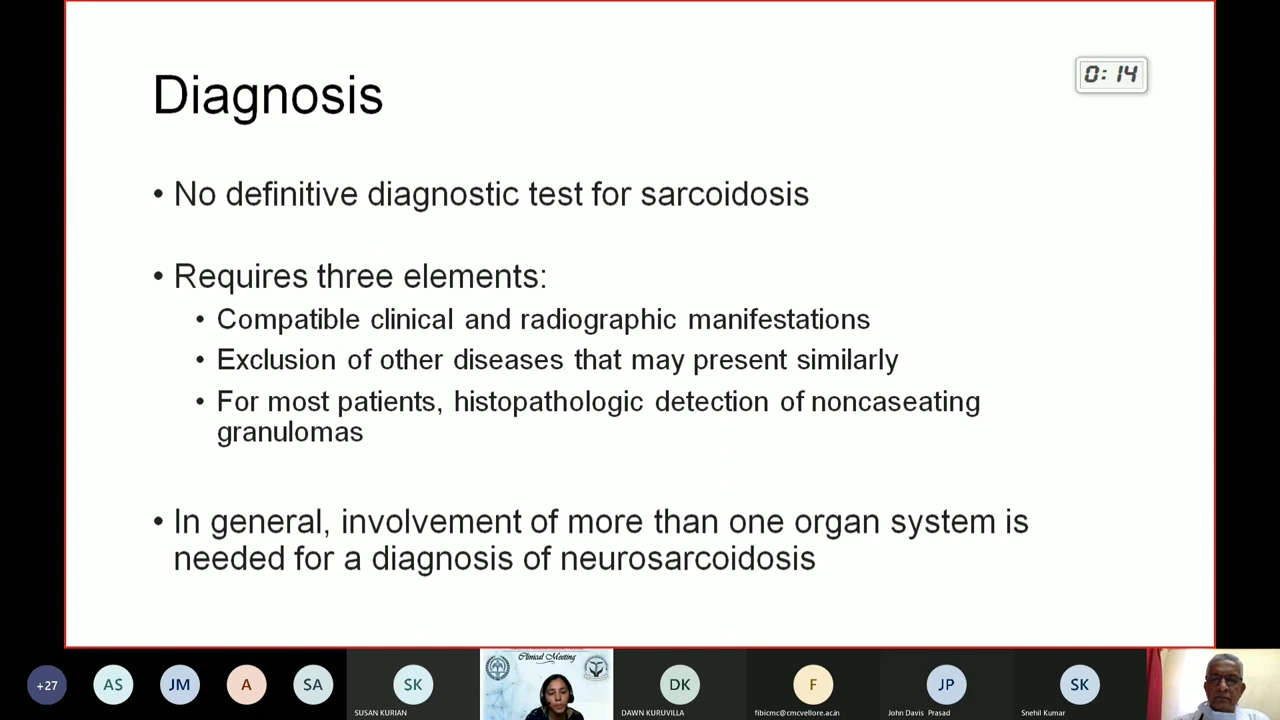 Diagnosis
0:14
• No definitive diagnostic test for sarcoidosis
• Requires three elements:
• Compatible clinical and radiographic manifestations
• Exclusion of other diseases that may present similarly
• For most patients, histopathologic detection of noncaseating
granulomas
• In general, involvement of more than one organ system is
needed for a diagnosis of neurosarcoidosis
+27
AS
JM
A
SA
SK
SUSAN KURIAN
Clinical Meeting
DK
DAWN KURUVILLA
F
fibicmc@cmcvellore.ac.in
JP
John Davis Prasad
SK
Snehil Kumar